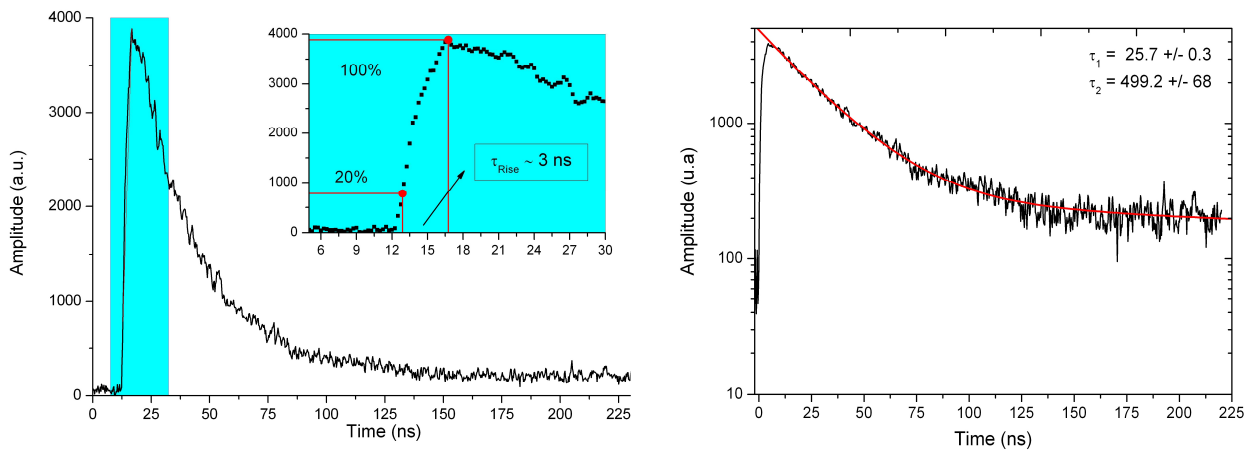 4000
3000
2000
1000
0
Amplitude (a.u.)
0 25 50 75 100 125 150 175 200 225
Time (ns)
4000
3000
2000
1000
0
100%
20%
τRise ~ 3 ns
6 9 12 15 18 21 24 27 30
τ1 = 25.7 +/- 0.3
τ2 = 499.2 +/- 68
1000
100
10
Amplitude (u.a)
0 25 50 75 100 125 150 175 200 225
Time (ns)